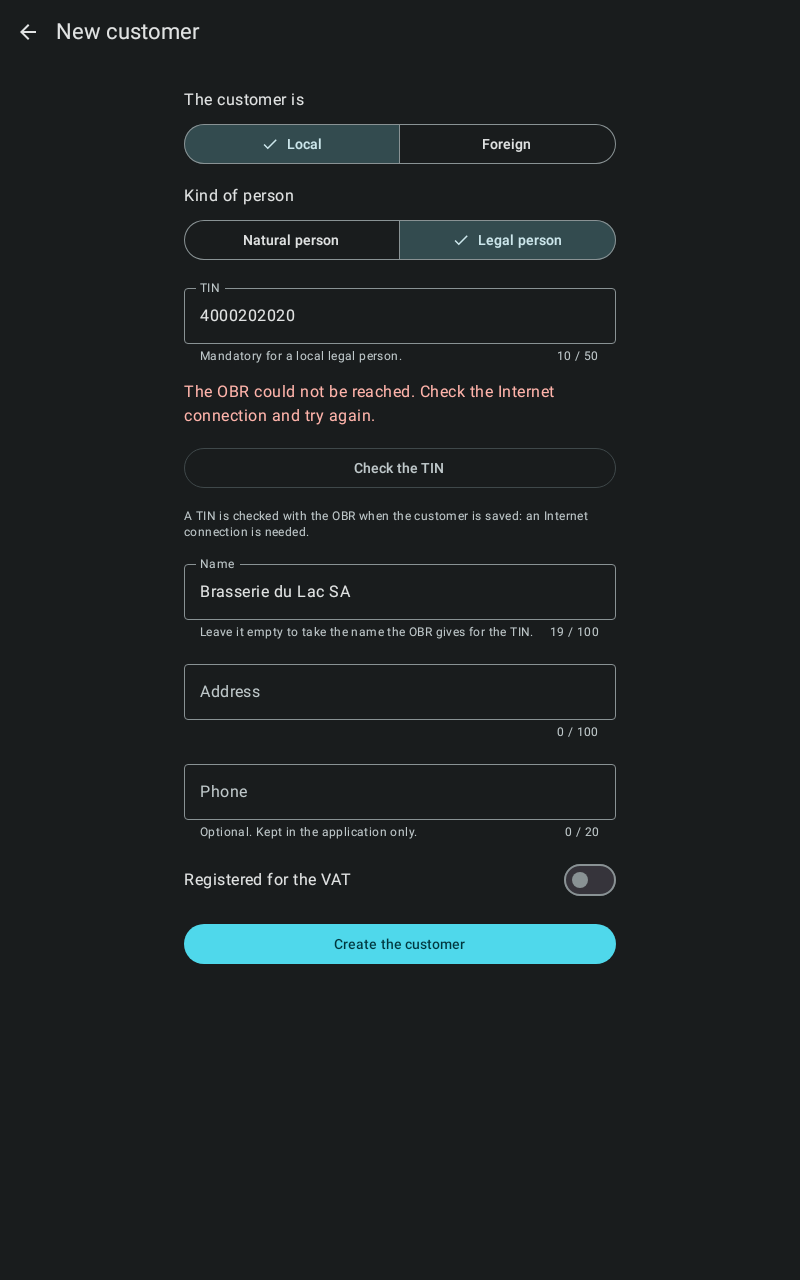 New customer
The customer is
Local
Foreign
Kind of person
Natural person
Legal person
TIN
4000202020
Mandatory for a local legal person.
10 / 50
The OBR could not be reached. Check the Internet
connection and try again.
Check the TIN
A TIN is checked with the OBR when the customer is saved: an Internet
connection is needed.
Name
Brasserie du Lac SA
Leave it empty to take the name the OBR gives for the TIN.
19 / 100
Address
0 / 100
Phone
Optional. Kept in the application only.
0 / 20
Registered for the VAT
Create the customer